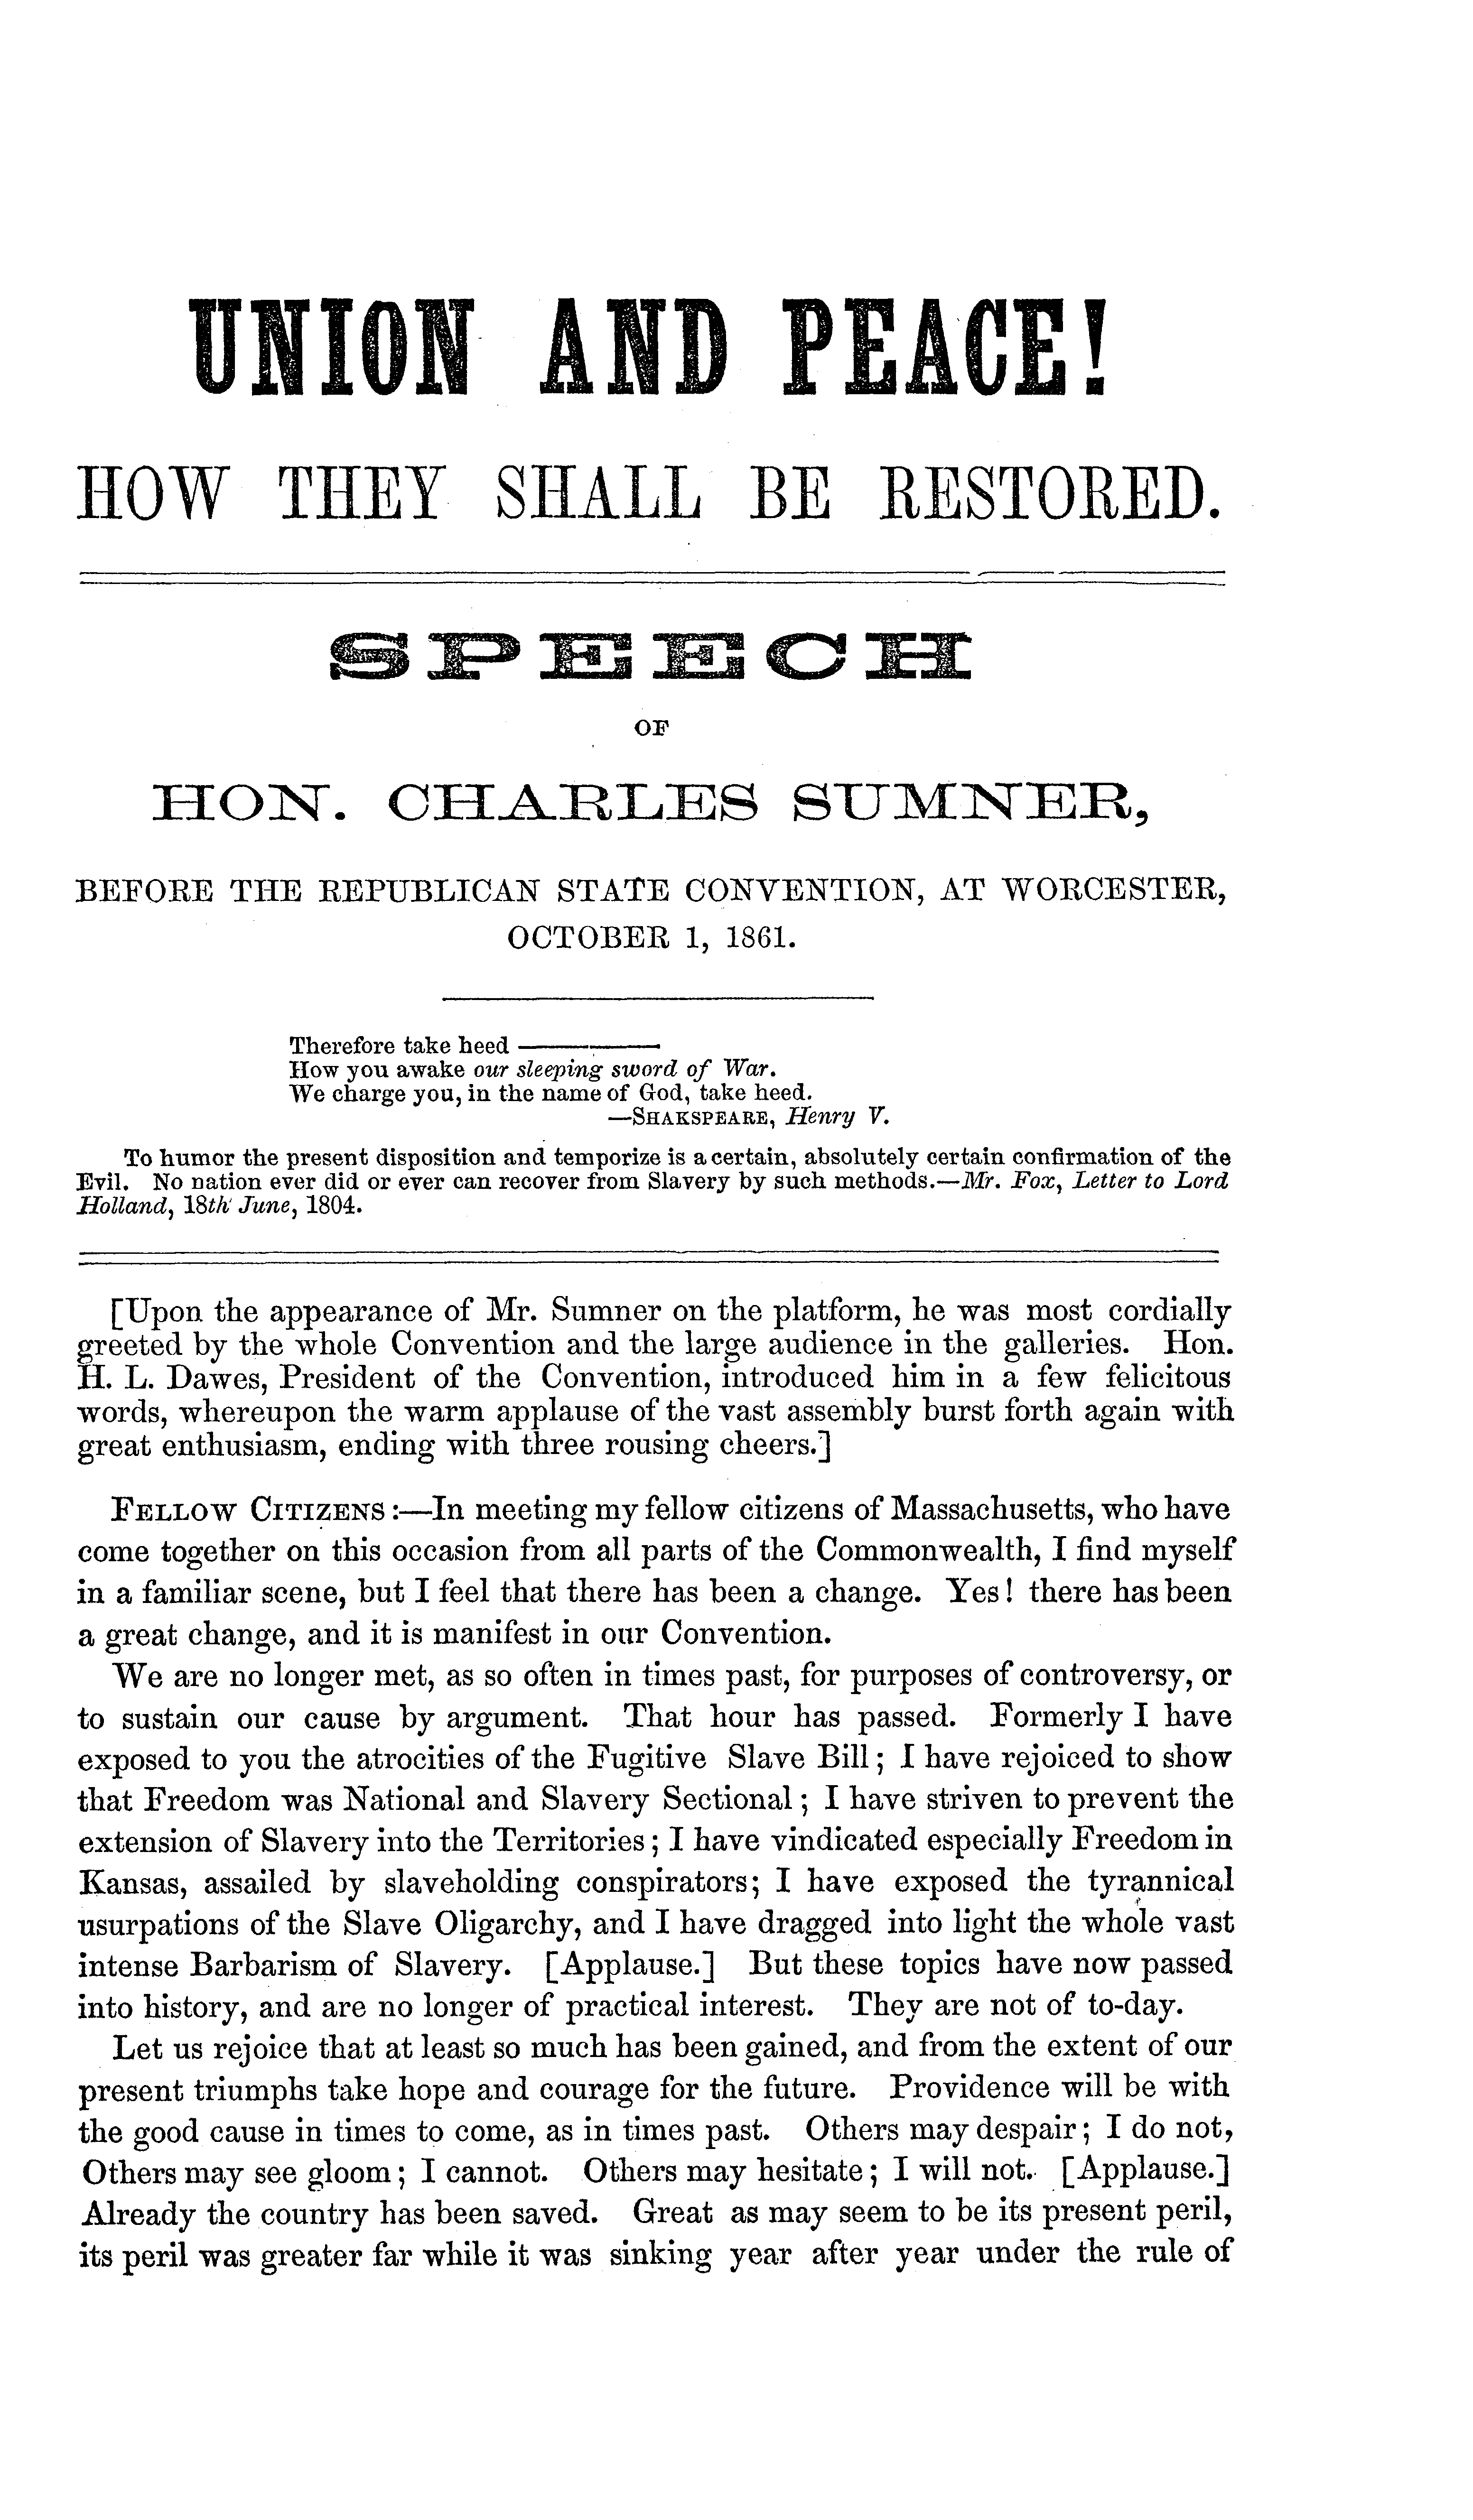 UNION AND PEACE!
HOW THEY SHALL BE RESTORED.
SPEECH
OF
HON. CHARLES SUMNER,
BEFORE THE REPUBLICAN STATE CONVENTION, AT WORCESTER,
OCTOBER 1, 1861.
Therefore take heed ———
How you awake our sleeping sword of War.
We charge you, in the name of God, take heed.
—SHAKSPEARE, Henry V.
To humor the present disposition and temporize is a certain, absolutely certain confirmation of the
Evil. No nation ever did or ever can recover from Slavery by such methods.—Mr. Fox, Letter to Lord
Holland, 18th June, 1804.
[Upon the appearance of Mr. Sumner on the platform, he was most cordially
greeted by the whole Convention and the large audience in the galleries. Hon.
H. L. Dawes, President of the Convention, introduced him in a few felicitous
words, whereupon the warm applause of the vast assembly burst forth again with
great enthusiasm, ending with three rousing cheers.]
FELLOW CITIZENS:—In meeting my fellow citizens of Massachusetts, who have
come together on this occasion from all parts of the Commonwealth, I find myself
in a familiar scene, but I feel that there has been a change. Yes! there has been
a great change, and it is manifest in our Convention.
We are no longer met, as so often in times past, for purposes of controversy, or
to sustain our cause by argument. That hour has passed. Formerly I have
exposed to you the atrocities of the Fugitive Slave Bill; I have rejoiced to show
that Freedom was National and Slavery Sectional; I have striven to prevent the
extension of Slavery into the Territories; I have vindicated especially Freedom in
Kansas, assailed by slaveholding conspirators; I have exposed the tyrannical
usurpations of the Slave Oligarchy, and I have dragged into light the whole vast
intense Barbarism of Slavery. [Applause.] But these topics have now passed
into history, and are no longer of practical interest. They are not of to-day.
Let us rejoice that at least so much has been gained, and from the extent of our
present triumphs take hope and courage for the future. Providence will be with
the good cause in times to come, as in times past. Others may despair; I do not,
Others may see gloom; I cannot. Others may hesitate; I will not. [Applause.]
Already the country has been saved. Great as may seem to be its present peril,
its peril was greater far while it was sinking year after year under the rule of